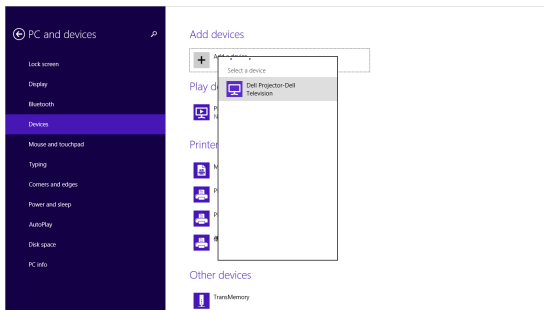 PC and devices
Lock screen
Display
Bluetooth
Devices
Mouse and touchpad
Typing
Corners and edges
Power and sleep
AutoPlay
Disk space
PC info
Add devices
Select a device
Dell Projector-Dell
Television
Play d
P
N
Printer
M
P
P
Other devices
TransMemory